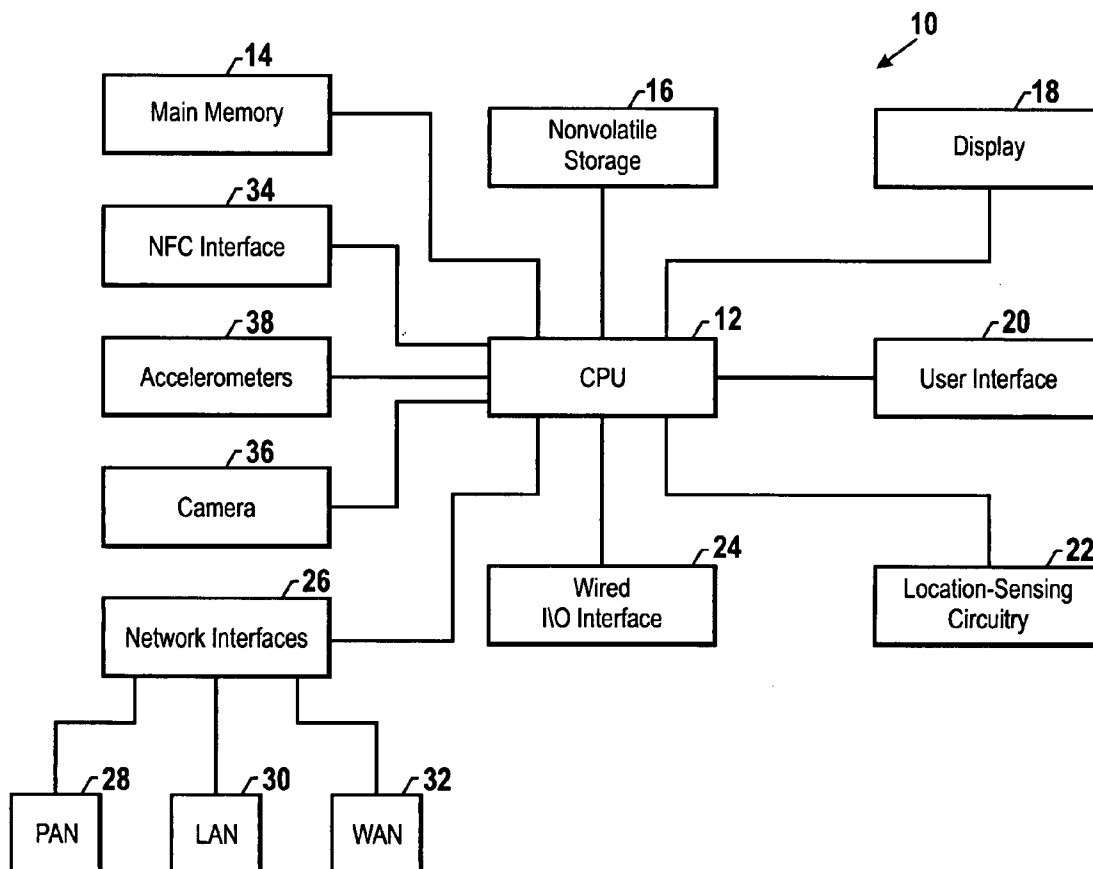 10
14
Main Memory
16
Nonvolatile
Storage
18
Display
34
NFC Interface
38
Accelerometers
12
CPU
20
User Interface
36
Camera
24
Wired
I\O Interface
22
Location-Sensing
Circuitry
26
Network Interfaces
28
PAN
30
LAN
32
WAN